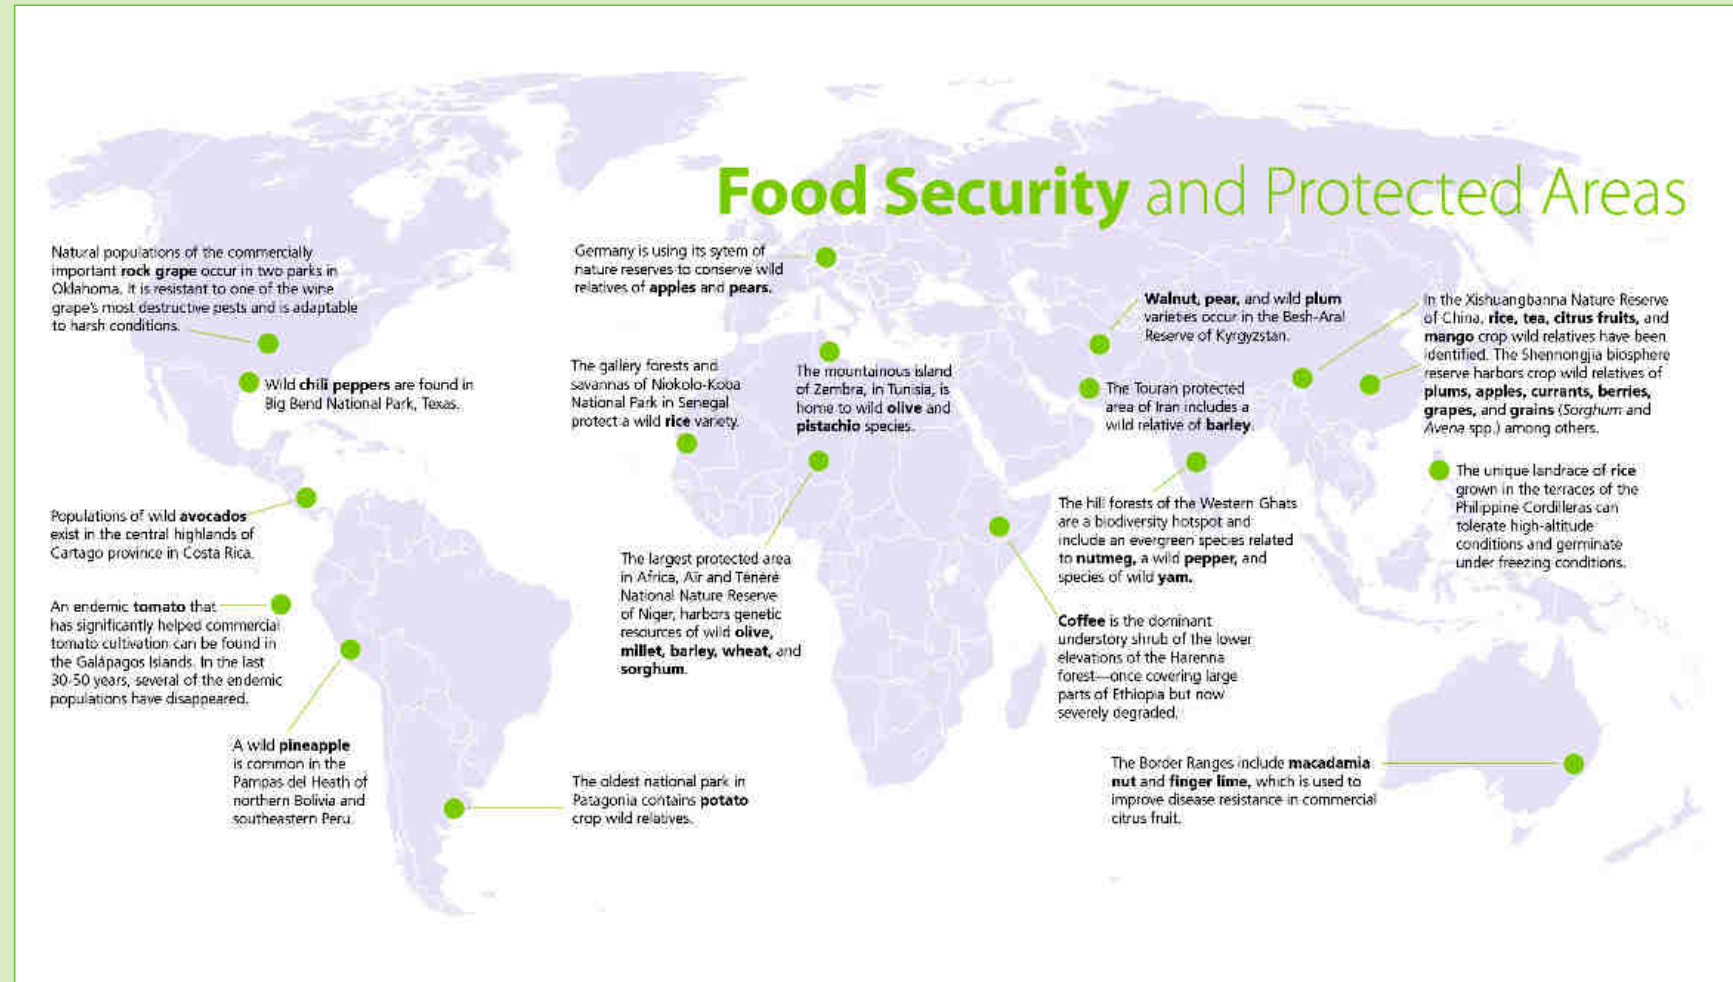 Food Security and Protected Areas
Natural populations of the commercially
important rock grape occur in two parks in
Oklahoma. It is resistant to one of the wine
grape's most destructive pests and is adaptable
to harsh conditions.
Wild chili peppers are found in
Big Bend National Park, Texas.
Populations of wild avocados
exist in the central highlands of
Cartago province in Costa Rica.
An endemic tomato that
has significantly helped commercial
tomato cultivation can be found in
the Galápagos Islands. In the last
30-50 years, several of the endemic
populations have disappeared.
A wild pineapple
is common in the
Pampas del Heath of
northern Bolivia and
southeastern Peru.
The oldest national park in
Patagonia contains potato
crop wild relatives.
Germany is using its sytem of
nature reserves to conserve wild
relatives of apples and pears.
The gallery forests and
savannas of Niokolo-Koba
National Park in Senegal
protect a wild rice variety.
The mountainous island
of Zembra, in Tunisia, is
home to wild olive and
pistachio species.
The largest protected area
in Africa, Aïr and Ténéré
National Nature Reserve
of Niger, harbors genetic
resources of wild olive,
millet, barley, wheat, and
sorghum.
Walnut, pear, and wild plum
varieties occur in the Besh-Aral
Reserve of Kyrgyzstan.
The Touran protected
area of Iran includes a
wild relative of barley.
The hill forests of the Western Ghats
are a biodiversity hotspot and
include an evergreen species related
to nutmeg, a wild pepper, and
species of wild yam.
Coffee is the dominant
understory shrub of the lower
elevations of the Harenna
forest—once covering large
parts of Ethiopia but now
severely degraded.
In the Xishuangbanna Nature Reserve
of China, rice, tea, citrus fruits, and
mango crop wild relatives have been
identified. The Shennongjia biosphere
reserve harbors crop wild relatives of
plums, apples, currants, berries,
grapes, and grains (Sorghum and
Avena spp.) among others.
The unique landrace of rice
grown in the terraces of the
Philippine Cordilleras can
tolerate high-altitude
conditions and germinate
under freezing conditions.
The Border Ranges include macadamia
nut and finger lime, which is used to
improve disease resistance in commercial
citrus fruit.